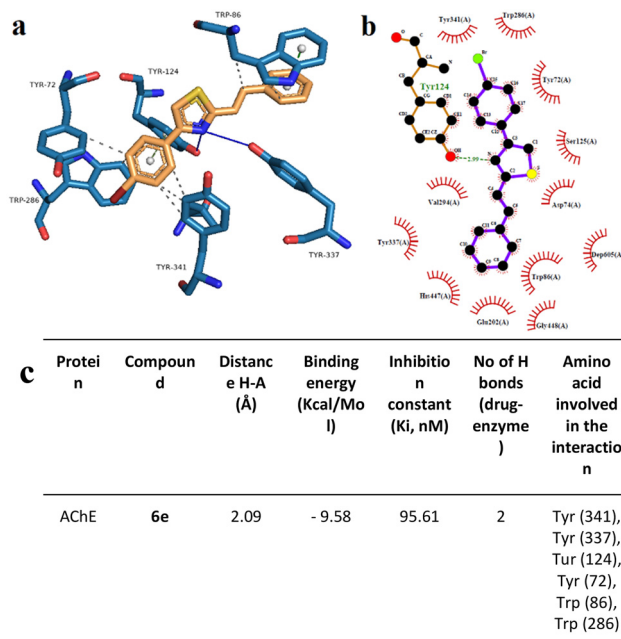 a
TRP-86
TYR-72
TYR-124
TRP-286
TYR-341
TYR-337
b
Tyr341(A)
Trp286(A)
Tyr124
Tyr72(A)
Ser125(A)
2.99
Val294(A)
Asp74(A)
Tyr337(A)
Trp86(A)
Dep605(A)
His447(A)
Glu202(A)
Gly448(A)
c
Protei
n
Compoun
d
Distanc
e H-A
(Å)
Binding
energy
(Kcal/Mo
l)
Inhibitio
n
constant
(Ki, nM)
No of H
bonds
(drug-
enzyme
)
Amino
acid
involved
in the
interactio
n
AChE
6e
2.09
- 9.58
95.61
2
Tyr (341),
Tyr (337),
Tur (124),
Tyr (72),
Trp (86),
Trp (286)